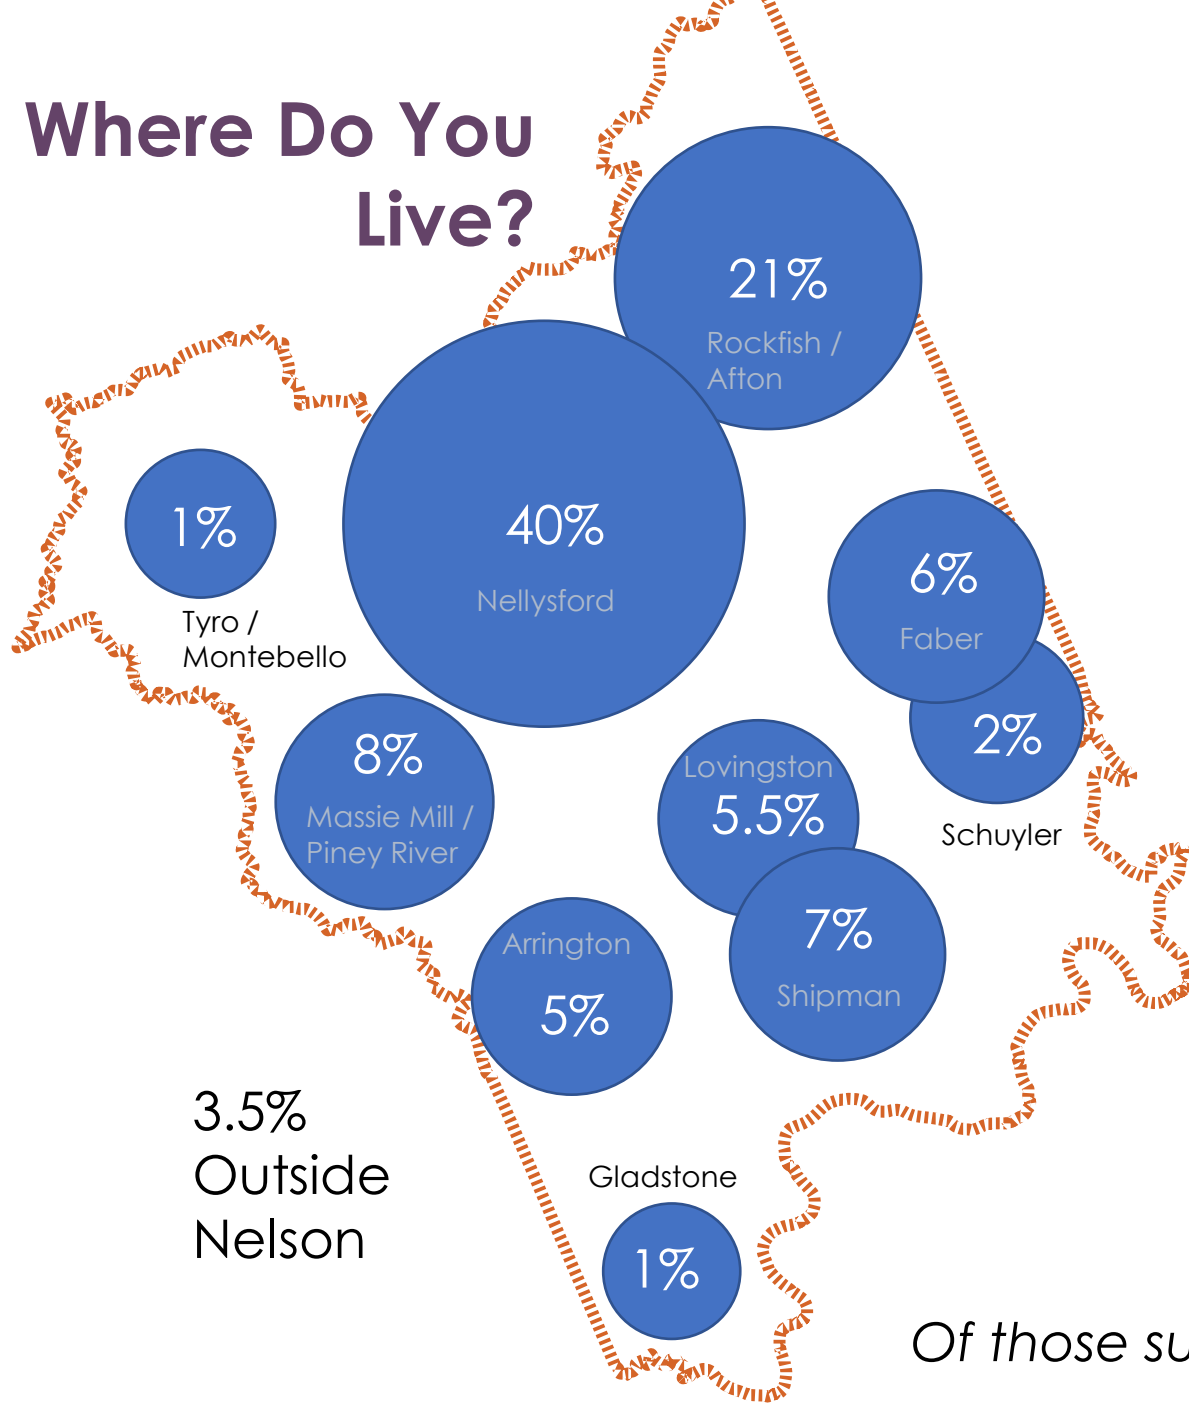 Where Do You
Live?
21%
Rockfish /
Afton
40%
Nellysford
1%
Tyro /
Montebello
6%
Faber
2%
Schuyler
8%
Massie Mill /
Piney River
Lovingston
5.5%
7%
Shipman
Arrington
5%
3.5%
Outside
Nelson
Gladstone
1%
Of those su